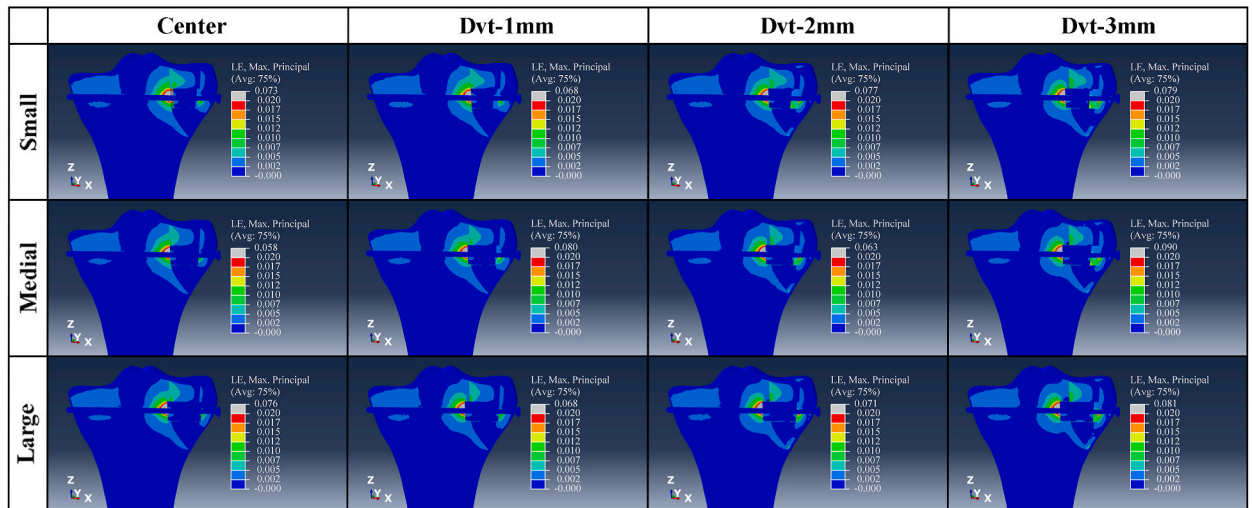 Center Dvt-1mm Dvt-2mm Dvt-3mm
Small
LE, Max. Principal
(Avg: 75%)
0.073
0.020
0.017
0.015
0.012
0.010
0.007
0.005
0.002
-0.000
Z
Y X
LE, Max. Principal
(Avg: 75%)
0.068
0.020
0.017
0.015
0.012
0.010
0.007
0.005
0.002
-0.000
Z
Y X
LE, Max. Principal
(Avg: 75%)
0.077
0.020
0.017
0.015
0.012
0.010
0.007
0.005
0.002
-0.000
Z
Y X
LE, Max. Principal
(Avg: 75%)
0.079
0.020
0.017
0.015
0.012
0.010
0.007
0.005
0.002
-0.000
Z
Y X
Medial
LE, Max. Principal
(Avg: 75%)
0.058
0.020
0.017
0.015
0.012
0.010
0.007
0.005
0.002
-0.000
Z
Y X
LE, Max. Principal
(Avg: 75%)
0.080
0.020
0.017
0.015
0.012
0.010
0.007
0.005
0.002
-0.000
Z
Y X
LE, Max. Principal
(Avg: 75%)
0.063
0.020
0.017
0.015
0.012
0.010
0.007
0.005
0.002
-0.000
Z
Y X
LE, Max. Principal
(Avg: 75%)
0.090
0.020
0.017
0.015
0.012
0.010
0.007
0.005
0.002
-0.000
Z
Y X
Large
LE, Max. Principal
(Avg: 75%)
0.076
0.020
0.017
0.015
0.012
0.010
0.007
0.005
0.002
-0.000
Z
Y X
LE, Max. Principal
(Avg: 75%)
0.068
0.020
0.017
0.015
0.012
0.010
0.007
0.005
0.002
-0.000
Z
Y X
LE, Max. Principal
(Avg: 75%)
0.071
0.020
0.017
0.015
0.012
0.010
0.007
0.005
0.002
-0.000
Z
Y X
LE, Max. Principal
(Avg: 75%)
0.081
0.020
0.017
0.015
0.012
0.010
0.007
0.005
0.002
-0.000
Z
Y X